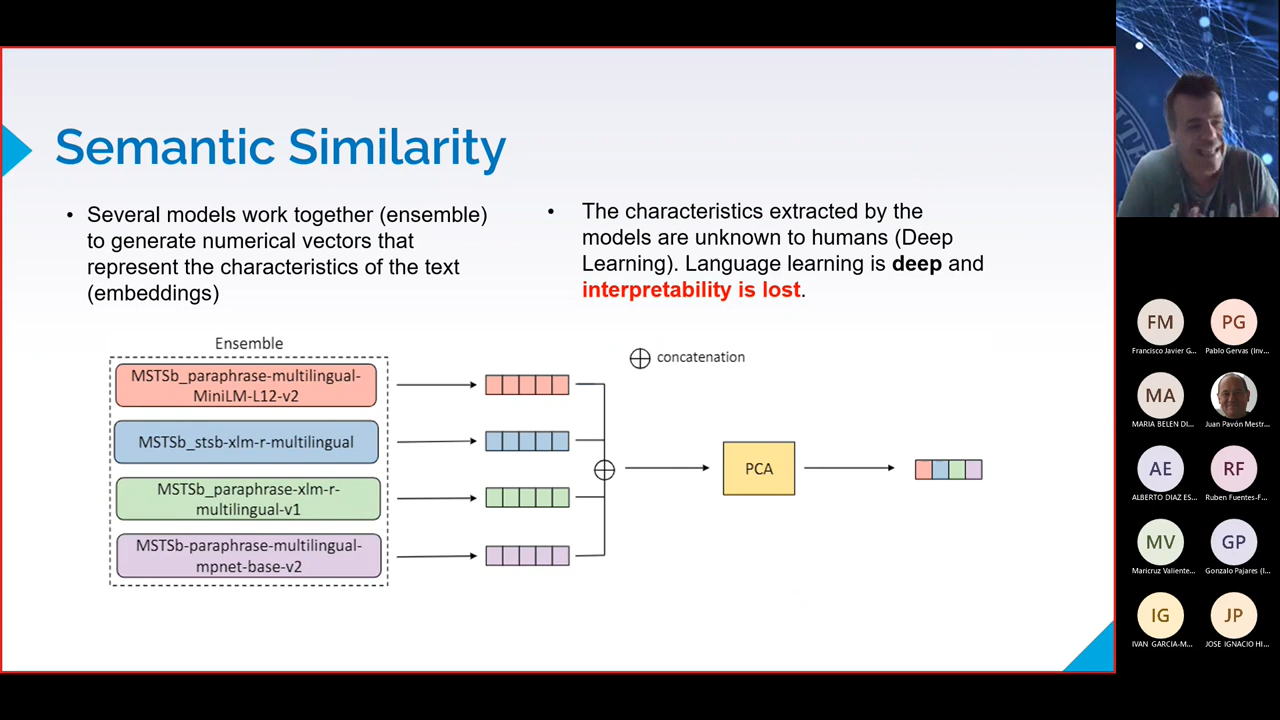 Semantic Similarity
• Several models work together (ensemble)
to generate numerical vectors that
represent the characteristics of the text
(embeddings)
• The characteristics extracted by the
models are unknown to humans (Deep
Learning). Language learning is deep and
interpretability is lost.
Ensemble
MSTSb_paraphrase-multilingual-
MiniLM-L12-v2
MSTSb_stsb-xlm-r-multilingual
MSTSb_paraphrase-xlm-r-
multilingual-v1
MSTSb-paraphrase-multilingual-
mpnet-base-v2
concatenation
PCA
FM
Francisco Javier G...
PG
Pablo Gervas (Inv...
MA
MARIA BELEN DI...
Juan Pavón Mestr...
AE
ALBERTO DIAZ ES...
RF
Ruben Fuentes-F...
MV
Maricruz Valiente...
GP
Gonzalo Pajares (I...
IG
IVAN GARCIA-M...
JP
JOSE IGNACIO HI...